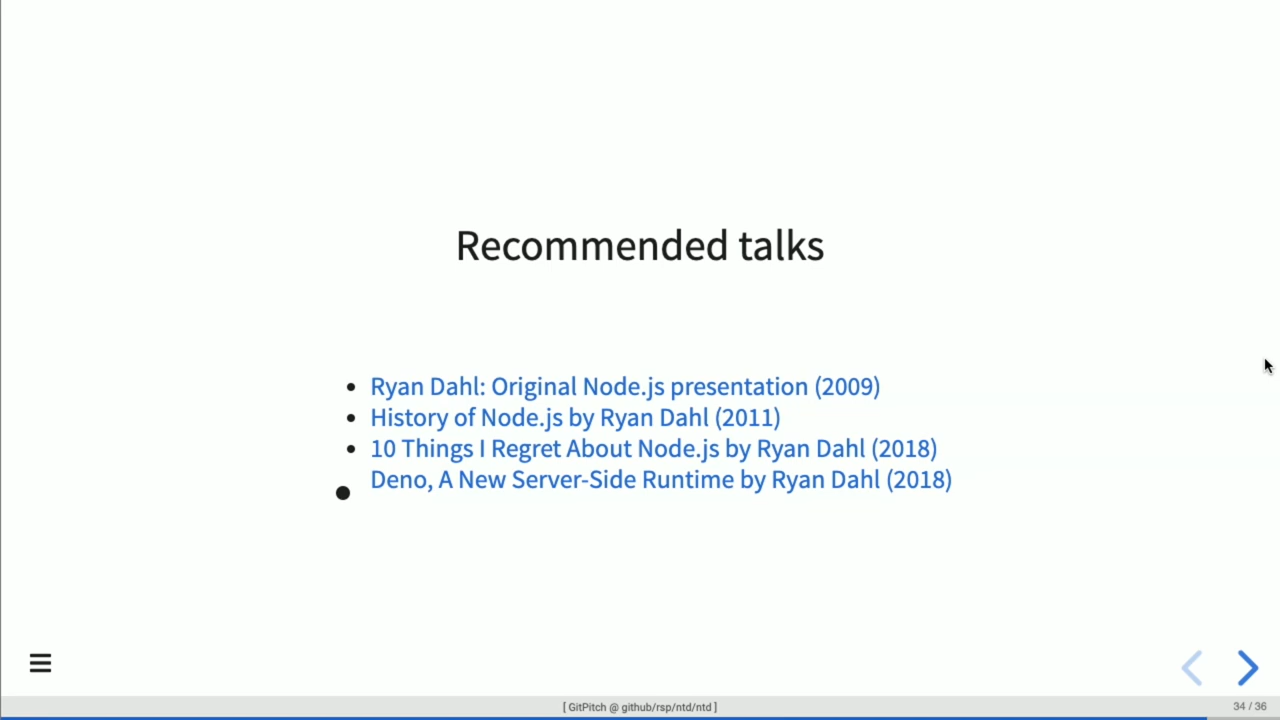 Recommended talks
Ryan Dahl: Original Node.js presentation (2009)
History of Node.js by Ryan Dahl (2011)
10 Things I Regret About Node.js by Ryan Dahl (2018)
Deno, A New Server-Side Runtime by Ryan Dahl (2018)
[ GitPitch @ github/rsp/ntd/ntd ]
34 / 36